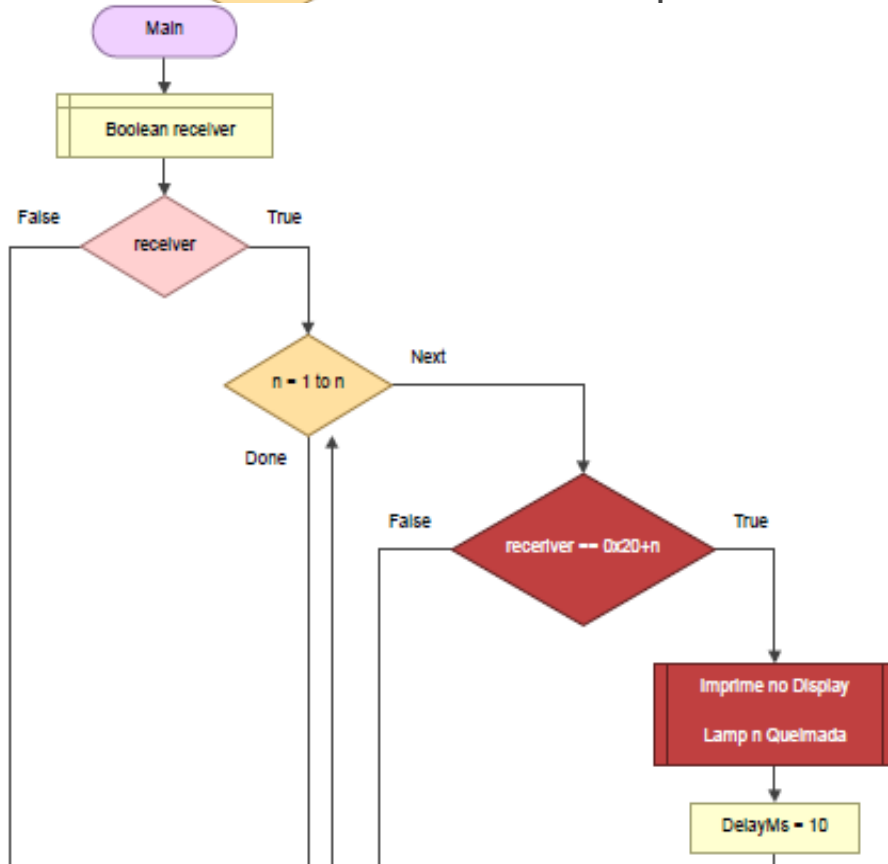 Main
Boolean receiver
False
True
receiver
Next
n = 1 to n
Done
False
True
receriver == 0x20+n
Imprime no Display
Lamp n Queimada
DelayMs = 10